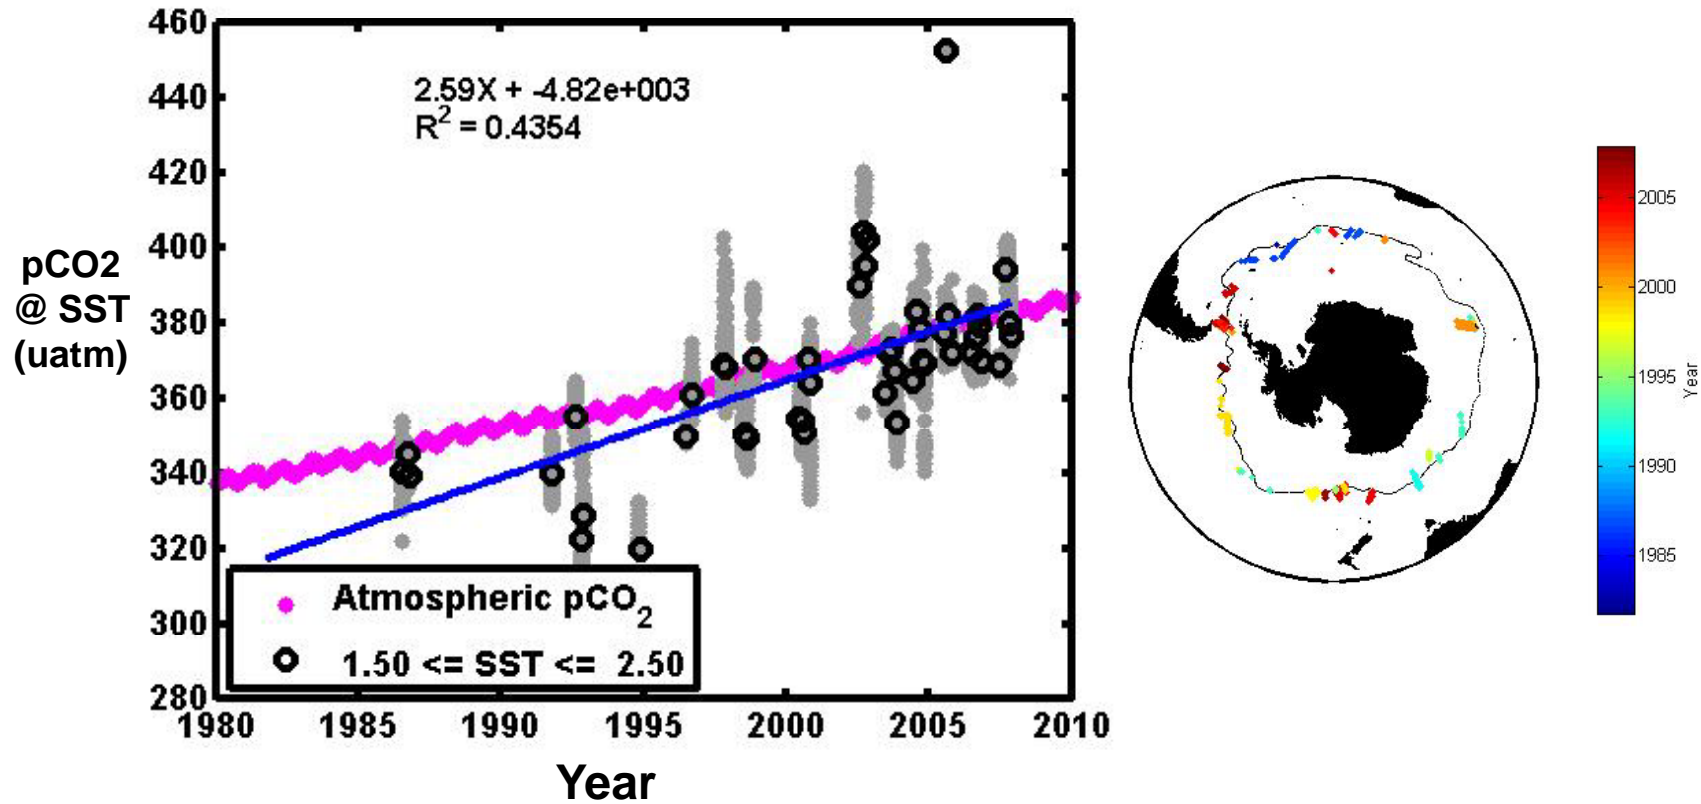 460
440
420
400
380
360
340
320
300
280
pCO2
@ SST
(uatm)
2.59X + -4.82e+003
R² = 0.4354
Atmospheric pCO₂
1.50 <= SST <= 2.50
1980 1985 1990 1995 2000 2005 2010
Year
2005
2000
1995
1990
1985
Year